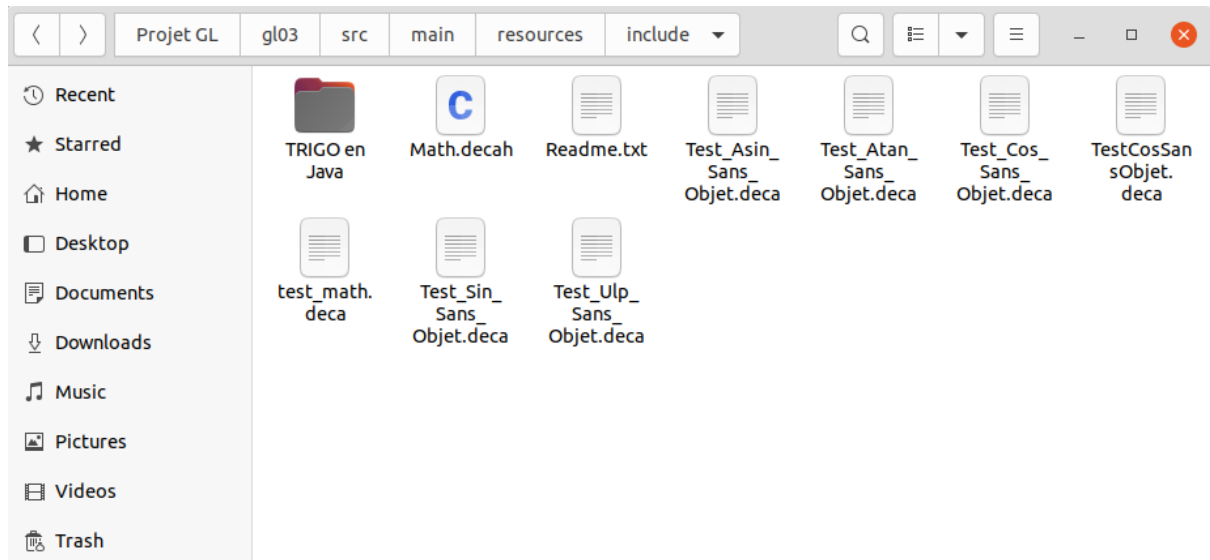 Projet GL gl03 src main resources include
Recent
Starred
Home
Desktop
Documents
Downloads
Music
Pictures
Videos
Trash
TRIGO en
Java
Math.decah
Readme.txt
Test_Asin_
Sans_
Objet.deca
Test_Atan_
Sans_
Objet.deca
Test_Cos_
Sans_
Objet.deca
TestCosSan
sObjet.
deca
test_math.
deca
Test_Sin_
Sans_
Objet.deca
Test_Ulp_
Sans_
Objet.deca